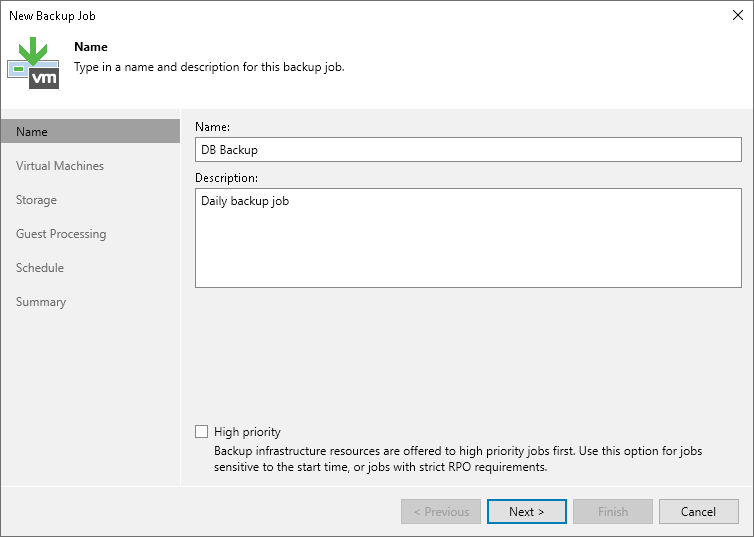 New Backup Job
vm
Name
Type in a name and description for this backup job.
Name
Virtual Machines
Storage
Guest Processing
Schedule
Summary
Name:
DB Backup
Description:
Daily backup job
High priority
Backup infrastructure resources are offered to high priority jobs first. Use this option for jobs
sensitive to the start time, or jobs with strict RPO requirements.
< Previous
Next >
Finish
Cancel